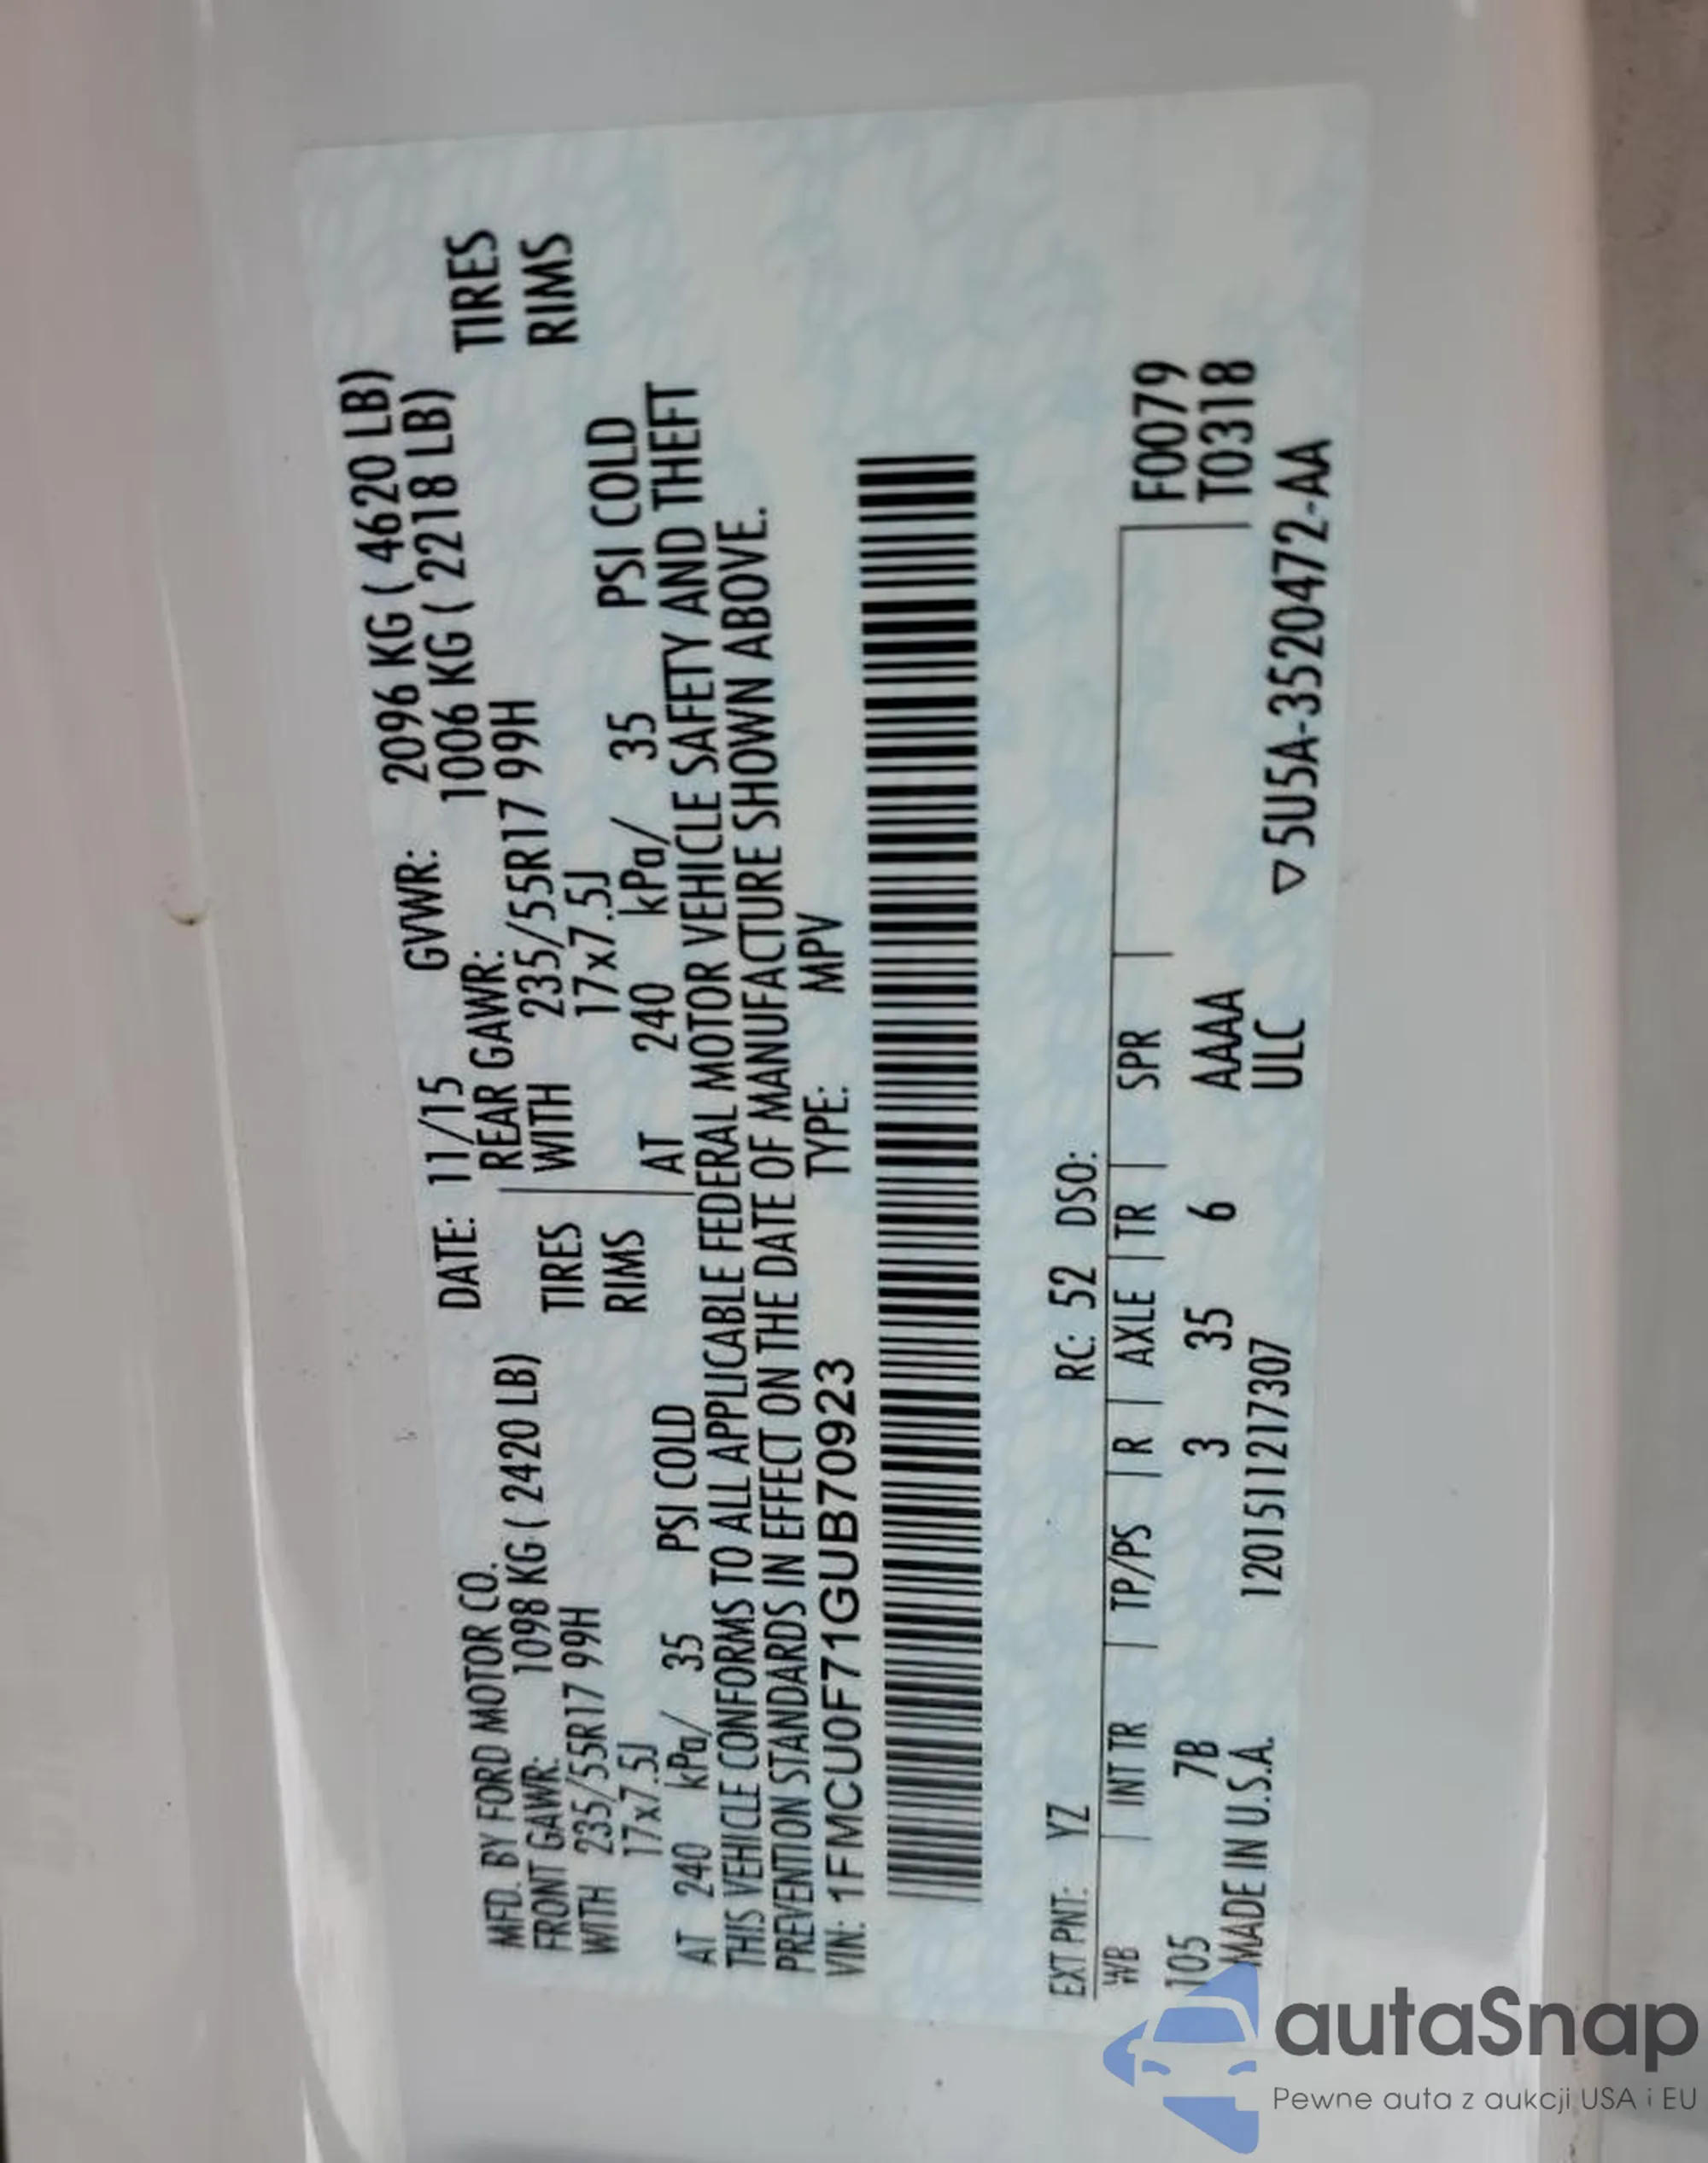 MFD. BY FORD MOTOR CO. DATE: 11/15 GVWR: 2096 KG ( 4620 LB)
FRONT GAWR: 1098 KG ( 2420 LB) REAR GAWR: 1006 KG ( 2218 LB)
WITH 235/55R17 99H TIRES WITH 235/55R17 99H TIRES
17x7.5J RIMS 17x7.5J RIMS
AT 240 kPa/ 35 PSI COLD AT 240 kPa/ 35 PSI COLD
THIS VEHICLE CONFORMS TO ALL APPLICABLE FEDERAL MOTOR VEHICLE SAFETY AND THEFT
PREVENTION STANDARDS IN EFFECT ON THE DATE OF MANUFACTURE SHOWN ABOVE.
VIN: 1FMCU0F71GUB70923 TYPE: MPV
EXT PNT: YZ RC: 52 DSO:
WB INT TR TP/PS R AXLE TR SPR F0079
105 7B 3 35 6 AAAA T0318
MADE IN U.S.A. 1201511217307 ULC ▽ 5U5A-3520472-AA
autaSnap
Pewne auta z aukcji USA i EU